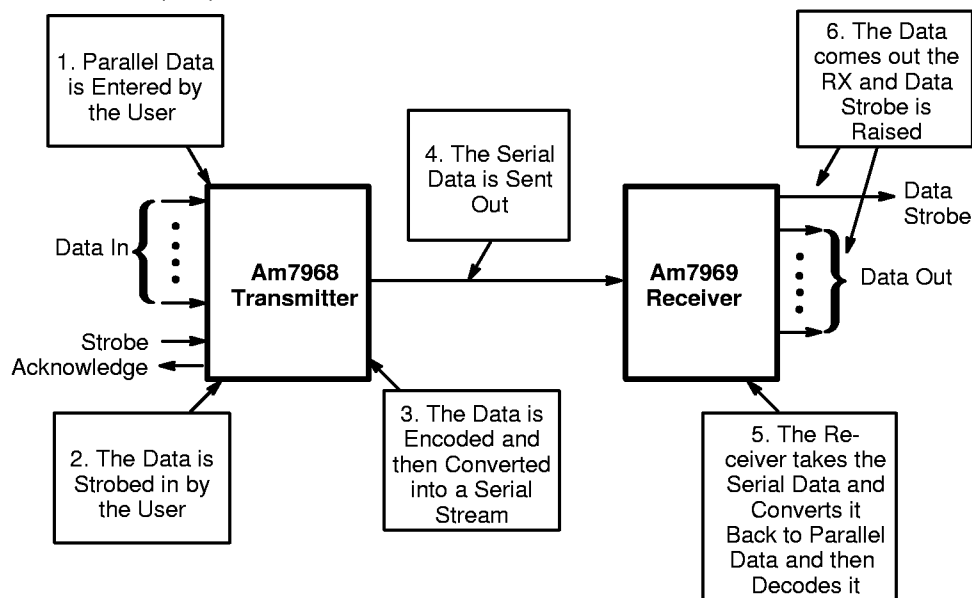 1. Parallel Data
is Entered by
the User
6. The Data
comes out the
RX and Data
Strobe is
Raised
4. The Serial
Data is Sent
Out
Data In
Strobe
Acknowledge
Am7968
Transmitter
Am7969
Receiver
Data
Strobe
Data Out
2. The Data is
Strobed in by
the User
3. The Data is
Encoded and
then Converted
into a Serial
Stream
5. The Re-
ceiver takes the
Serial Data and
Converts it
Back to Parallel
Data and then
Decodes it